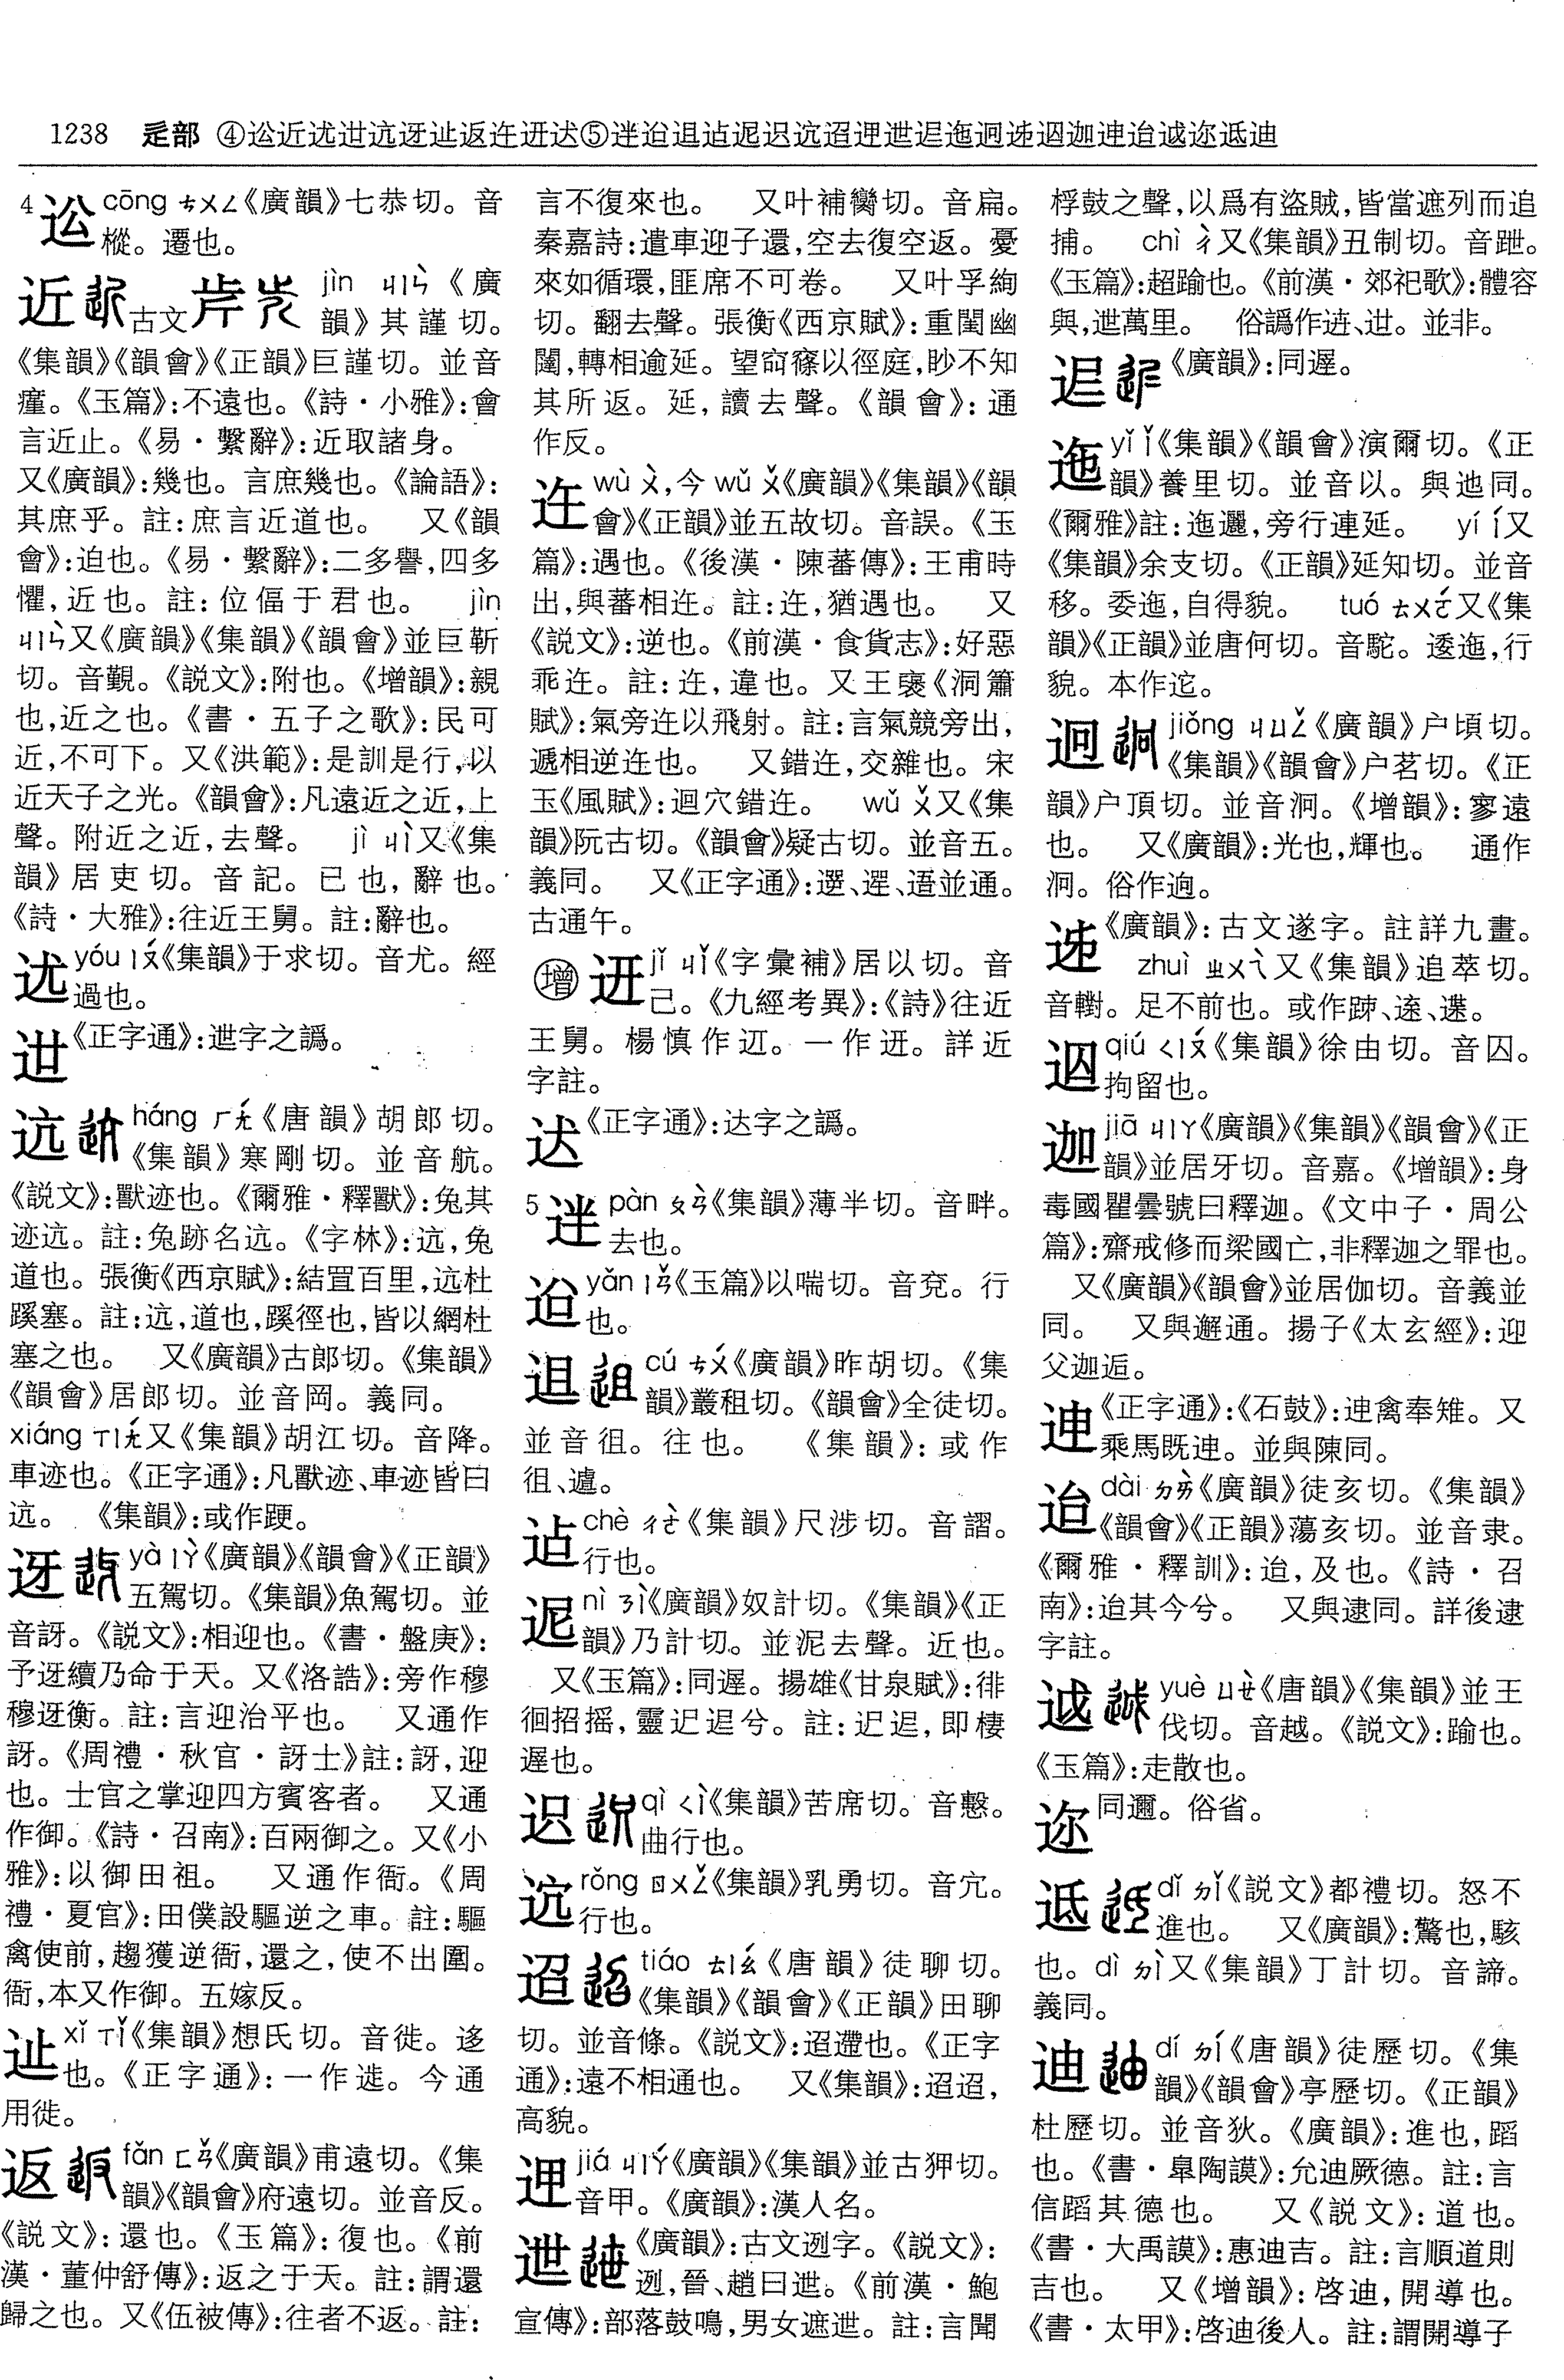 1238 辵部 ④迩近迶迣迒迓𨑭返迕迋迖⑤
4 cōng ㄘㄨㄥ《廣韻》七恭切。音
樅。遷也。
近 古文 jìn ㄐㄧㄣˋ《廣
韻》其謹切。
《集韻》《韻會》《正韻》巨謹切。並音
瘽。《玉篇》:不遠也。《詩·小雅》:會
言近止。《易·繫辭》:近取諸身。
又《廣韻》:幾也。言庶幾也。《論語》:
其庶乎。註:庶言近道也。 又《韻
會》:迫也。《易·繫辭》:二多譽,四多
懼,近也。註:位偪于君也。 jìn
ㄐㄧㄣˋ又《廣韻》《集韻》《韻會》並巨靳
切。音覲。《説文》:附也。《增韻》:親
也,近之也。《書·五子之歌》:民可
近,不可下。又《洪範》:是訓是行,以
近天子之光。《韻會》:凡遠近之近,上
聲。附近之近,去聲。 jì ㄐㄧˋ又《集
韻》居吏切。音記。已也,辭也。
《詩·大雅》:往近王舅。註:辭也。
yóu ㄧㄡˊ《集韻》于求切。音尤。經
過也。
《正字通》:迣字之譌。
迒 háng ㄏㄤˊ《唐韻》胡郎切。
《集韻》寒剛切。並音航。
《説文》:獸迹也。《爾雅·釋獸》:兔其
迹迒。註:兔跡名迒。《字林》:迒,兔
道也。張衡《西京賦》:結罝百里,迒杜
蹊塞。註:迒,道也,蹊徑也,皆以網杜
塞之也。 又《廣韻》古郎切。《集韻》
《韻會》居郎切。並音岡。義同。
xiáng ㄒㄧㄤˊ又《集韻》胡江切。音降。
車迹也。《正字通》:凡獸迹、車迹皆曰
迒。 《集韻》:或作䟘。
迓 yà ㄧㄚˋ《廣韻》《韻會》《正韻》
五駕切。《集韻》魚駕切。並
音訝。《説文》:相迎也。《書·盤庚》:
予迓續乃命于天。又《洛誥》:旁作穆
穆迓衡。註:言迎治平也。 又通作
訝。《周禮·秋官·訝士》註:訝,迎
也。士官之掌迎四方賓客者。 又通
作御。《詩·召南》:百兩御之。又《小
雅》:以御田祖。 又通作衙。《周
禮·夏官》:田僕設驅逆之車。註:驅
禽使前,趨獲逆衙,還之,使不出圍。
衙,本又作御。五嫁反。
xǐ ㄒㄧˇ《集韻》想氏切。音徙。迻
也。《正字通》:一作遾。今通
用徙。
返 fǎn ㄈㄢˇ《廣韻》甫遠切。《集
韻》《韻會》府遠切。並音反。
《説文》:還也。《玉篇》:復也。《前
漢·董仲舒傳》:返之于天。註:謂還
歸之也。又《伍被傳》:往者不返。註:
言不復來也。 又叶補孌切。音扁。
秦嘉詩:遣車迎子還,空去復空返。憂
來如循環,匪席不可卷。 又叶孚絢
切。翻去聲。張衡《西京賦》:重閨幽
闥,轉相逾延。望㝔窱以徑庭,眇不知
其所返。延,讀去聲。《韻會》:通
作反。
迕 wù ㄨˋ,今 wǔ ㄨˇ《廣韻》《集韻》《韻
會》《正韻》並五故切。音誤。《玉
篇》:遇也。《後漢·陳蕃傳》:王甫時
出,與蕃相迕。註:迕,猶遇也。 又
《説文》:逆也。《前漢·食貨志》:好惡
乖迕。註:迕,違也。又王褒《洞簫
賦》:氣旁迕以飛射。註:言氣競旁出,
遞相逆迕也。 又錯迕,交雜也。宋
玉《風賦》:迴穴錯迕。 wǔ ㄨˇ又《集
韻》阮古切。《韻會》疑古切。並音五。
義同。 又《正字通》:遻、遌、逜並通。
古通午。
增 jǐ ㄐㄧˇ《字彙補》居以切。音
己。《九經考異》:《詩》往近
王舅。楊慎作䢋。一作迌。詳近
字註。
《正字通》:达字之譌。
5 pàn ㄆㄢˋ《集韻》薄半切。音畔。
去也。
yǎn ㄧㄢˇ《玉篇》以喘切。音兗。行
也。
䢐 cú ㄘㄨˊ《廣韻》昨胡切。《集
韻》叢租切。《韻會》全徒切。
並音徂。往也。 《集韻》:或作
徂、遽。
迠 chè ㄔㄜˋ《集韻》尺涉切。音謵。
行也。
迡 nì ㄋㄧˋ《廣韻》奴計切。《集韻》《正
韻》乃計切。並泥去聲。近也。
又《玉篇》:同遲。揚雄《甘泉賦》:徘
徊招摇,靈迉迡兮。註:迉迡,即棲
遲也。
迟 qì ㄑㄧˋ《集韻》苦席切。音憼。
曲行也。
rǒng ㄖㄨㄥˇ《集韻》乳勇切。音宂。
行也。
迢 tiáo ㄊㄧㄠˊ《唐韻》徒聊切。
《集韻》《韻會》《正韻》田聊
切。並音條。《説文》:迢遰也。《正字
通》:遠不相通也。 又《集韻》:迢迢,
高貌。
jiá ㄐㄧㄚˊ《廣韻》《集韻》並古狎切。
音甲。《廣韻》:漢人名。
迣 《廣韻》:古文迾字。《説文》:
迾,晉、趙曰迣。《前漢·鮑
宣傳》:部落鼓鳴,男女遮迣。註:言聞
桴鼓之聲,以爲有盜賊,皆當遮列而追
捕。 chì ㄔˋ又《集韻》丑制切。音跇。
《玉篇》:超踰也。《前漢·郊祀歌》:體容
與,迣萬里。 俗譌作迹、迣。並非。
《廣韻》:同遲。
迤 yǐ ㄧˇ《集韻》《韻會》演爾切。《正
韻》養里切。並音以。與迆同。
《爾雅》註:迤邐,旁行連延。 yí ㄧˊ又
《集韻》余支切。《正韻》延知切。並音
移。委迤,自得貌。 tuó ㄊㄨㄛˊ又《集
韻》《正韻》並唐何切。音駝。逶迤,行
貌。本作迱。
迥 jiǒng ㄐㄩㄥˇ《廣韻》户頃切。
《集韻》《韻會》户茗切。《正
韻》户頂切。並音泂。《增韻》:寥遠
也。 又《廣韻》:光也,輝也。 通作
泂。俗作逈。
《廣韻》:古文遂字。註詳九畫。
zhuì ㄓㄨㄟˋ又《集韻》追萃切。
音轛。足不前也。或作䟭。
qiú ㄑㄧㄡˊ《集韻》徐由切。音囚。
拘留也。
迦 jiā ㄐㄧㄚ《廣韻》《集韻》《韻會》《正
韻》並居牙切。音嘉。《增韻》:身
毒國瞿曇號曰釋迦。《文中子·周公
篇》:齋戒修而梁國亡,非釋迦之罪也。
又《廣韻》《韻會》並居伽切。音義並
同。 又與邂通。揚子《太玄經》:迎
父迦逅。
《正字通》:《石鼓》:迧禽奉雉。又
乘馬既迧。並與陳同。
迨 dài ㄉㄞˋ《廣韻》徒亥切。《集韻》
《韻會》《正韻》蕩亥切。並音隶。
《爾雅·釋訓》:迨,及也。《詩·召
南》:迨其今兮。 又與逮同。詳後逮
字註。
yuè ㄩㄝˋ《唐韻》《集韻》並王
伐切。音越。《説文》:踰也。
《玉篇》:走散也。
迩 同邇。俗省。
dǐ ㄉㄧˇ《説文》都禮切。怒不
進也。 又《廣韻》:驚也,駭
也。dì ㄉㄧˋ又《集韻》丁計切。音諦。
義同。
迪 dí ㄉㄧˊ《唐韻》徒歷切。《集
韻》《韻會》亭歷切。《正韻》
杜歷切。並音狄。《廣韻》:進也,蹈
也。《書·臯陶謨》:允迪厥德。註:言
信蹈其德也。 又《説文》:道也。
《書·大禹謨》:惠迪吉。註:言順道則
吉也。 又《增韻》:啓迪,開導也。
《書·太甲》:啓迪後人。註:謂開導子